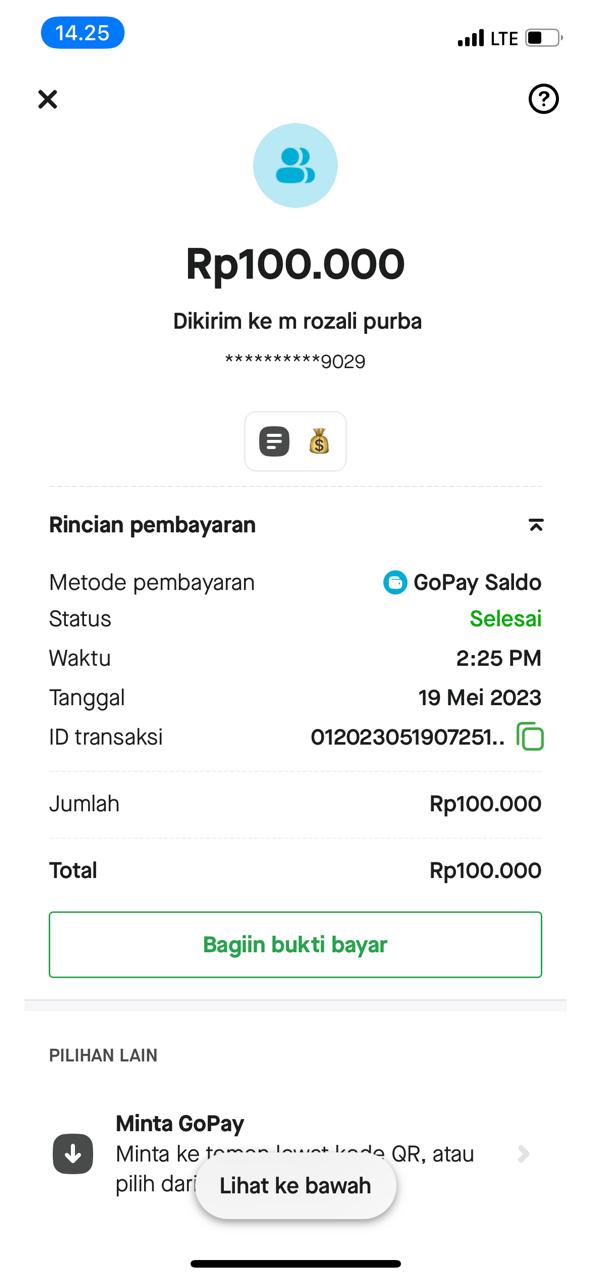 14.25
LTE
Rp100.000
Dikirim ke m rozali purba
**********9029
Rincian pembayaran
Metode pembayaran GoPay Saldo
Status Selesai
Waktu 2:25 PM
Tanggal 19 Mei 2023
ID transaksi 012023051907251..
Jumlah Rp100.000
Total Rp100.000
Bagiin bukti bayar
PILIHAN LAIN
Minta GoPay
Minta ke teman lewat kode QR, atau
pilih dari
Lihat ke bawah